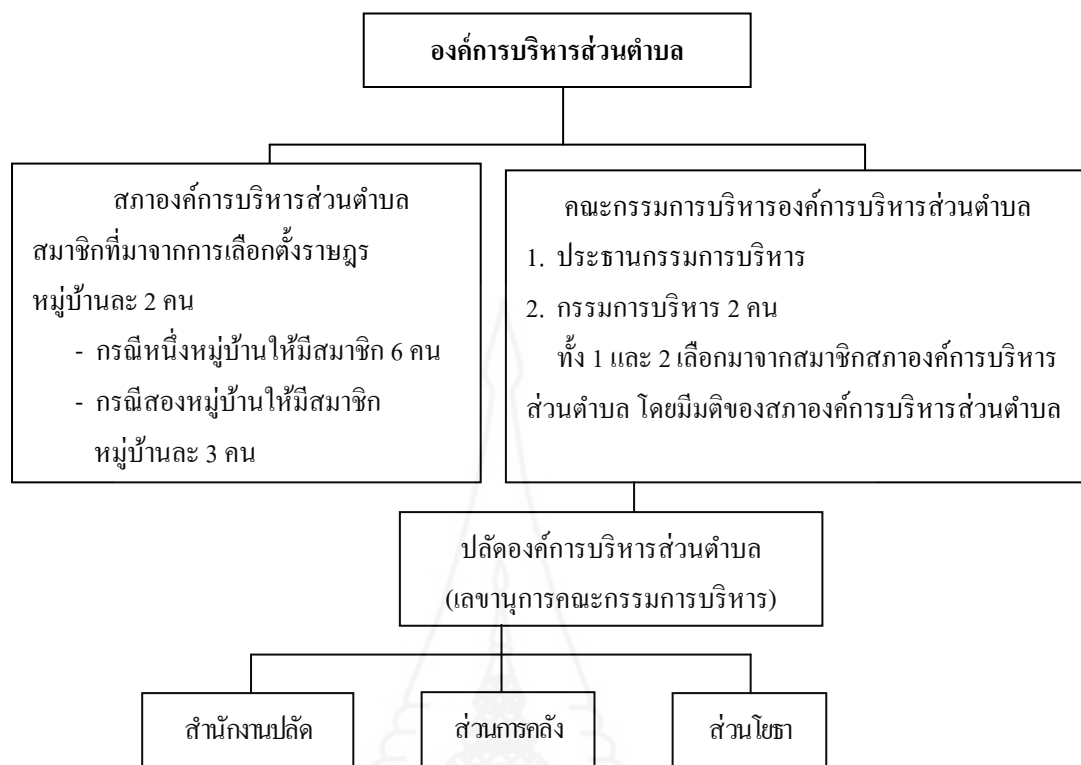 องค์การบริหารส่วนตำบล
สภาองค์การบริหารส่วนตำบล
สมาชิกที่มาจากการเลือกตั้งราษฎร
หมู่บ้านละ 2 คน
- กรณีหนึ่งหมู่บ้านให้มีสมาชิก 6 คน
- กรณีสองหมู่บ้านให้มีสมาชิก
หมู่บ้านละ 3 คน
คณะกรรมการบริหารองค์การบริหารส่วนตำบล
1. ประธานกรรมการบริหาร
2. กรรมการบริหาร 2 คน
ทั้ง 1 และ 2 เลือกมาจากสมาชิกสภาองค์การบริหาร
ส่วนตำบล โดยมีมติของสภาองค์การบริหารส่วนตำบล
ปลัดองค์การบริหารส่วนตำบล
(เลขานุการคณะกรรมการบริหาร)
สำนักงานปลัด
ส่วนการคลัง
ส่วนโยธา